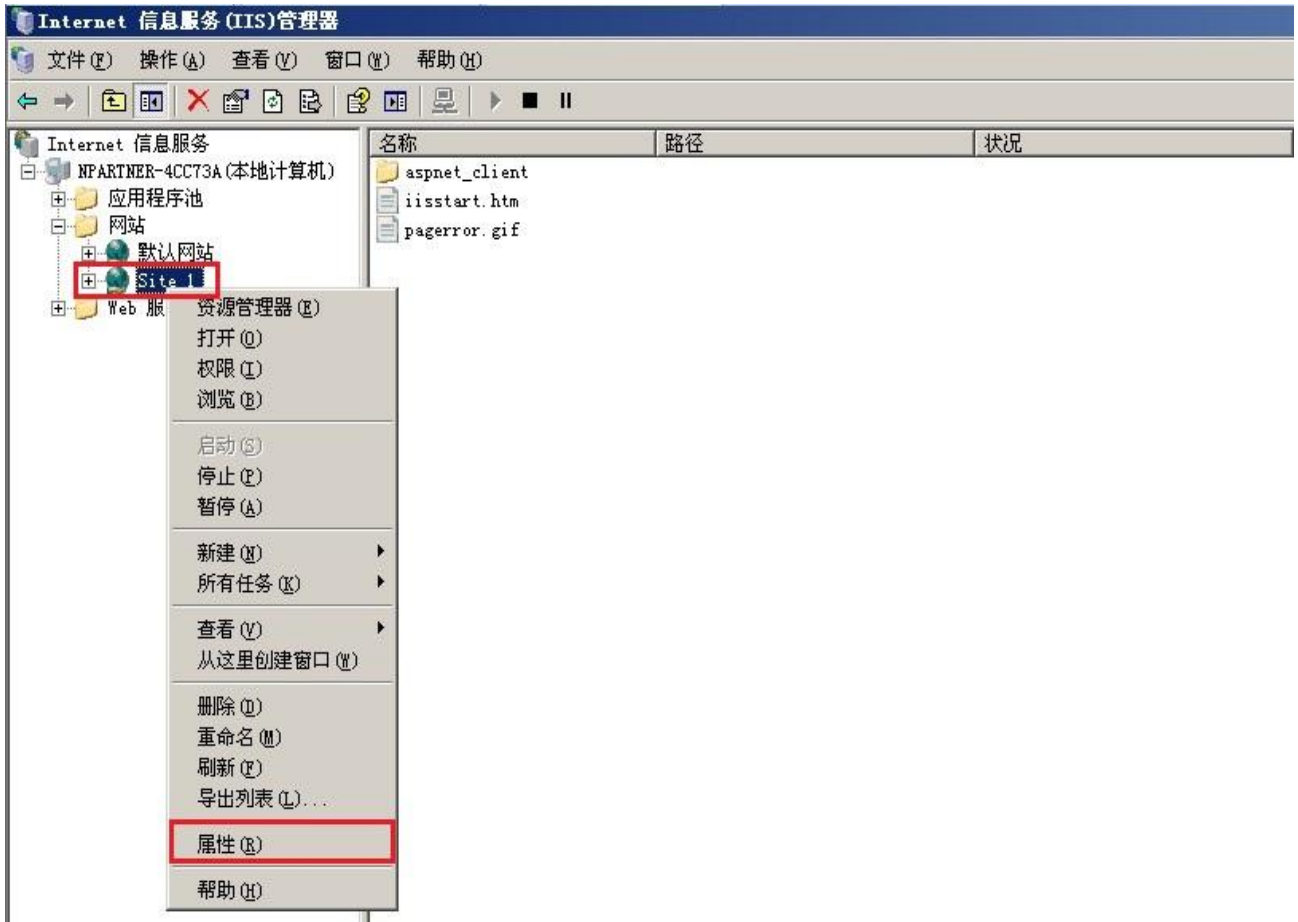 Internet 信息服务(IIS)管理器
文件(F) 操作(A) 查看(V) 窗口(W) 帮助(H)
Internet 信息服务
NPARTNER-4CC73A(本地计算机)
应用程序池
网站
默认网站
Site 1
Web 服
名称 路径 状况
aspnet_client
iisstart.htm
pagerror.gif
资源管理器(E)
打开(O)
权限(I)
浏览(B)
启动(S)
停止(P)
暂停(A)
新建(N)
所有任务(K)
查看(V)
从这里创建窗口(W)
删除(D)
重命名(M)
刷新(F)
导出列表(L)...
属性(R)
帮助(H)